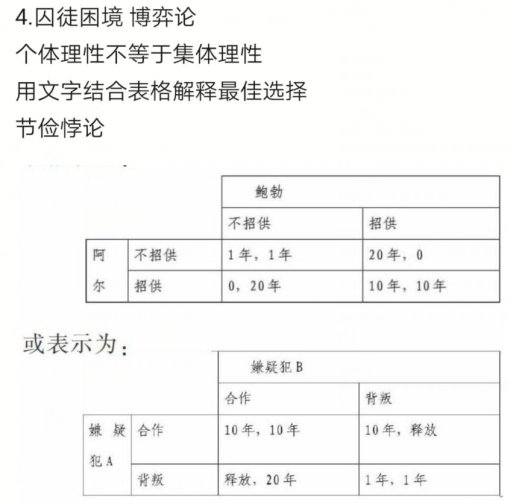 4.囚徒困境 博弈论
个体理性不等于集体理性
用文字结合表格解释最佳选择
节俭悖论
鲍勃
不招供 招供
阿尔 不招供 1年，1年 20年，0
招供 0，20年 10年，10年
或表示为：
嫌疑犯B
合作 背叛
嫌疑犯A 合作 10年，10年 10年，释放
背叛 释放，20年 1年，1年